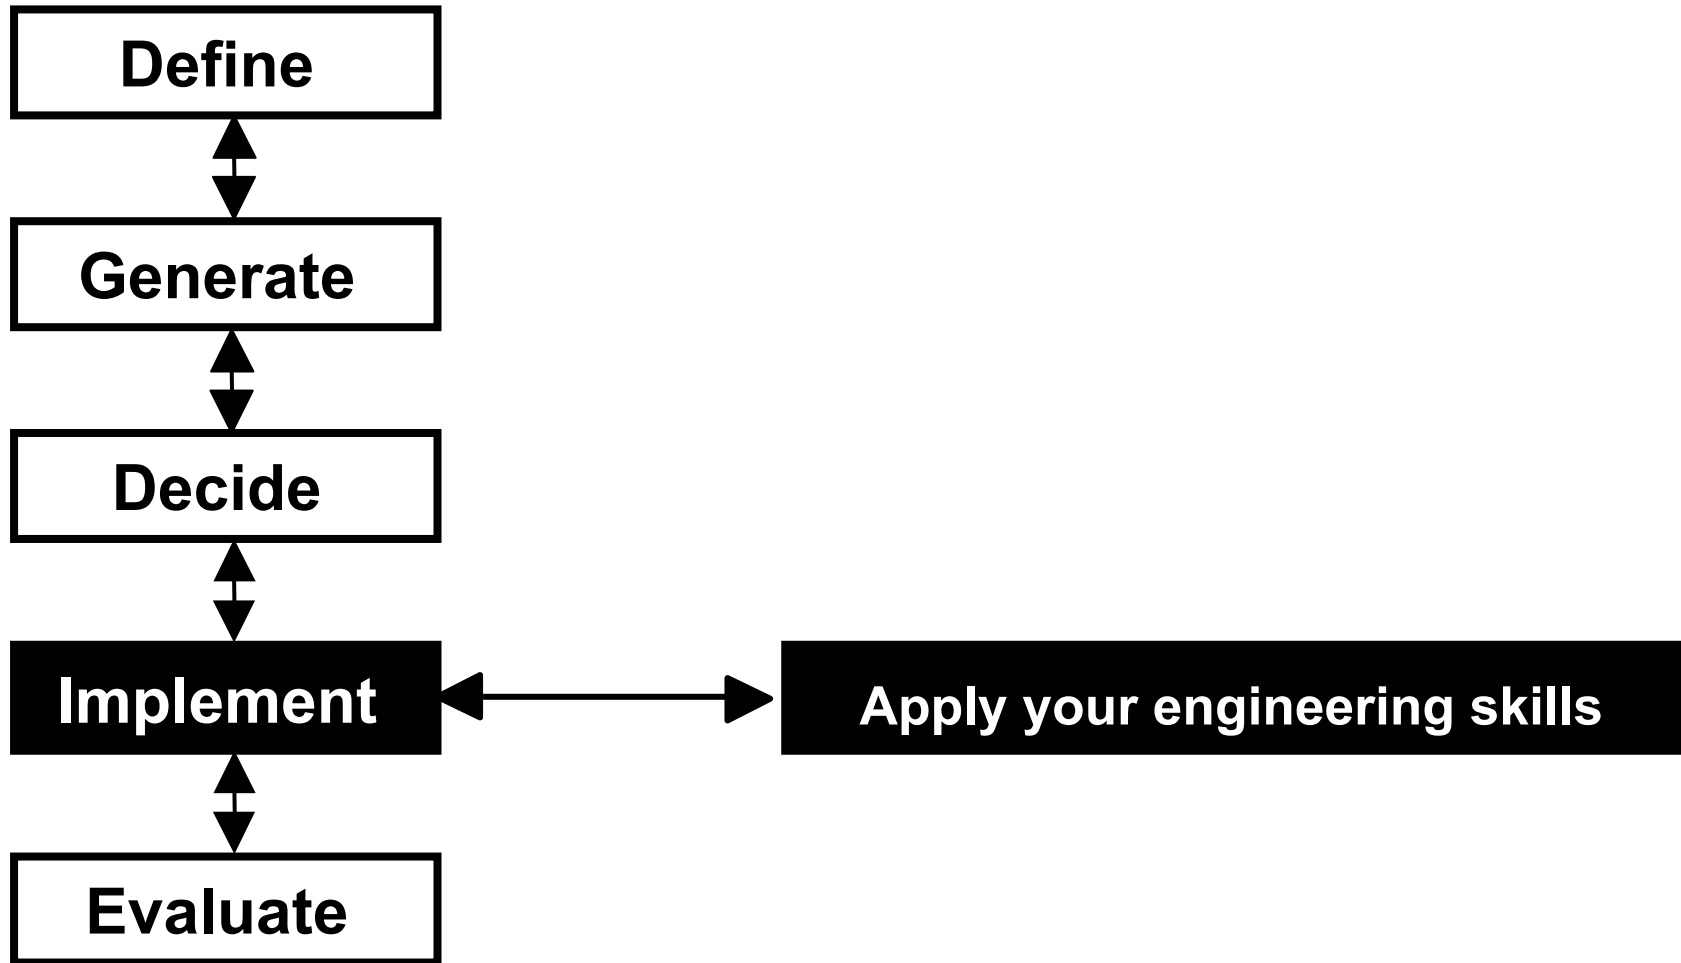 Define
Generate
Decide
Implement
Apply your engineering skills
Evaluate